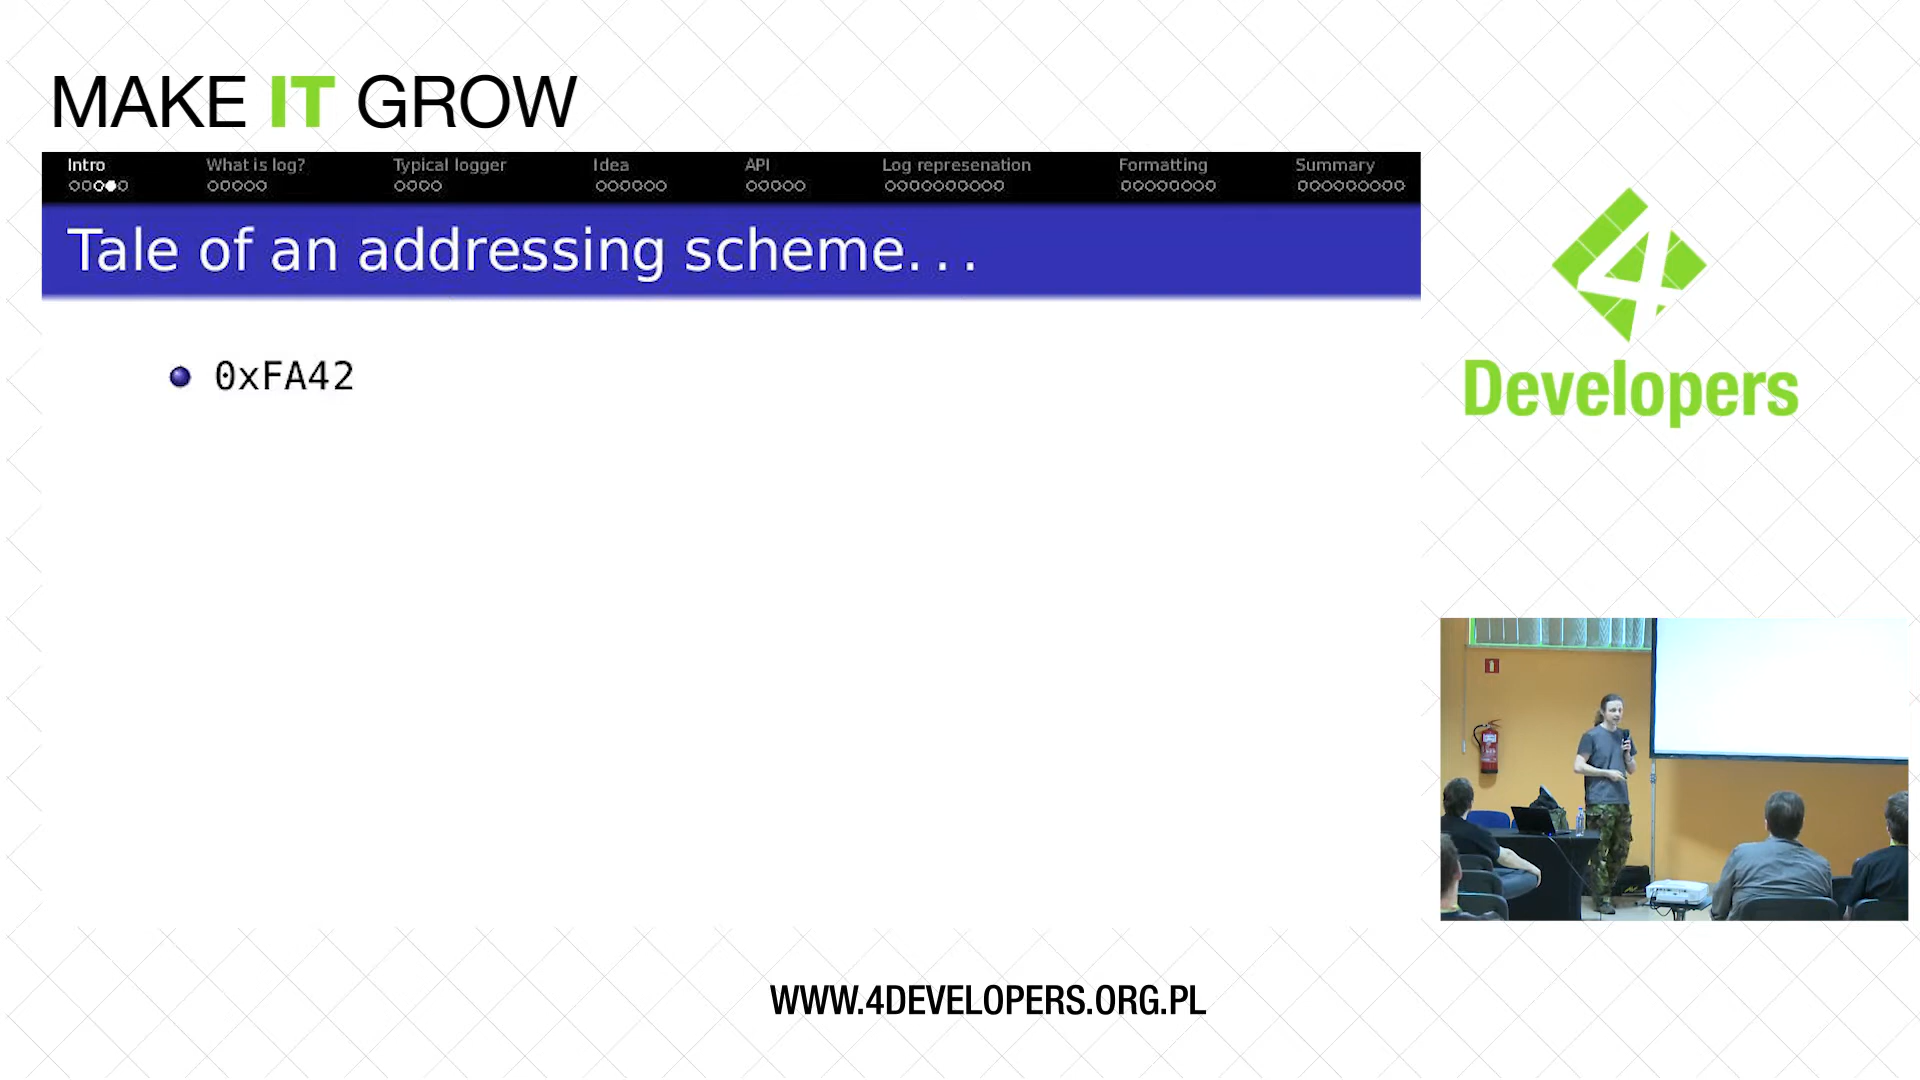 MAKE IT GROW
Intro What is log? Typical logger Idea API Log represenation Formatting Summary
Tale of an addressing scheme. . .
0xFA42
4
Developers
WWW.4DEVELOPERS.ORG.PL